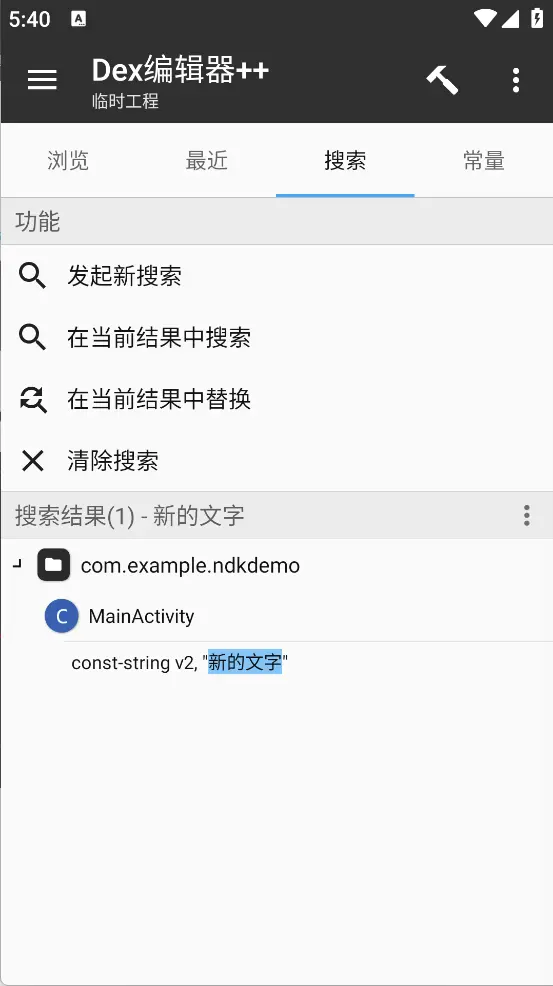 5:40
A
Dex编辑器++
临时工程
浏览 最近 搜索 常量
功能
发起新搜索
在当前结果中搜索
在当前结果中替换
清除搜索
搜索结果(1) - 新的文字
com.example.ndkdemo
C MainActivity
const-string v2, "新的文字"